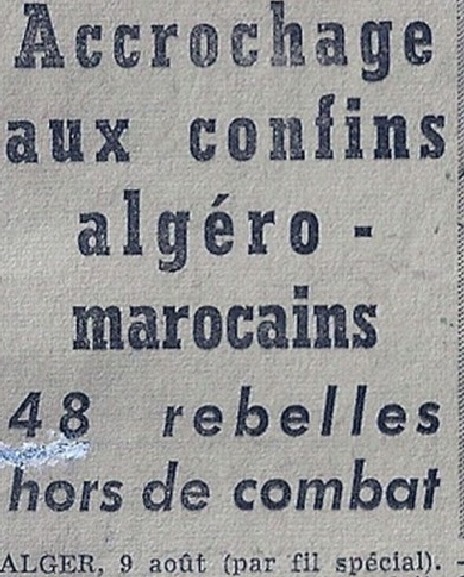 Accrochage
aux confins
algéro -
marocains
48 rebelles
hors de combat
ALGER, 9 août (par fil spécial). -